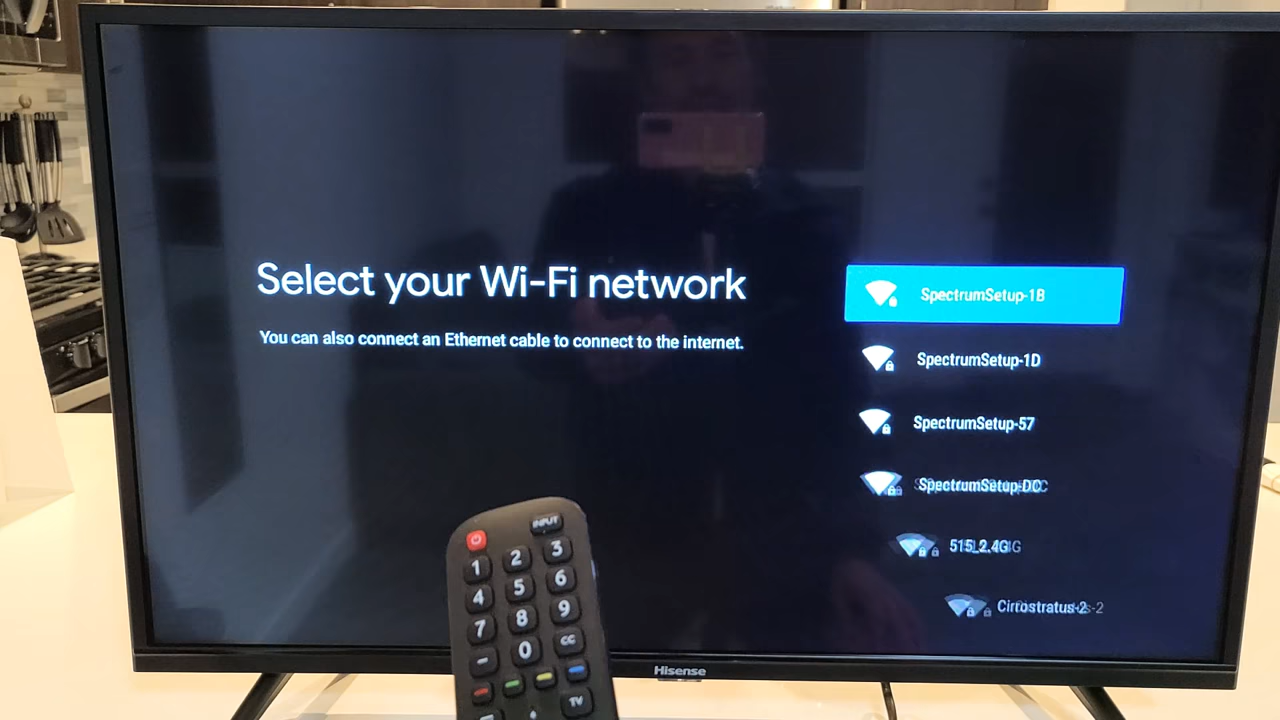 Select your Wi-Fi network
You can also connect an Ethernet cable to connect to the internet.
SpectrumSetup-1B
SpectrumSetup-1D
SpectrumSetup-57
SpectrumSetup-DC
515_2.4G
Cirrostratus-2
INPUT
1 2 3
4 5 6
7 8 9
- 0 CC
TV
Hisense